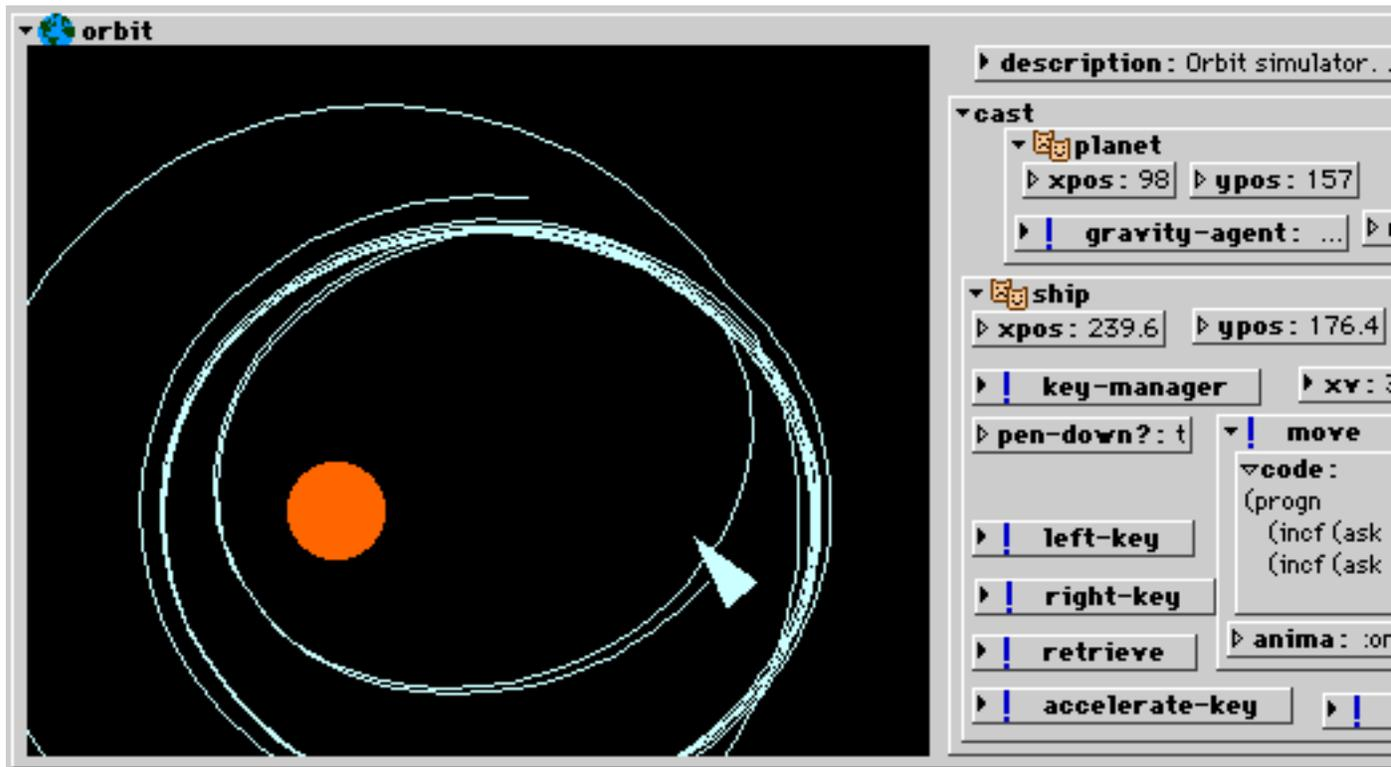 orbit
description: Orbit simulator. .
cast
planet
xpos: 98 ypos: 157
gravity-agent: ...
ship
xpos: 239.6 ypos: 176.4
key-manager xv:
pen-down?: t move
code:
(progn
(incf (ask
(incf (ask
left-key
right-key
anima:
retrieve
accelerate-key